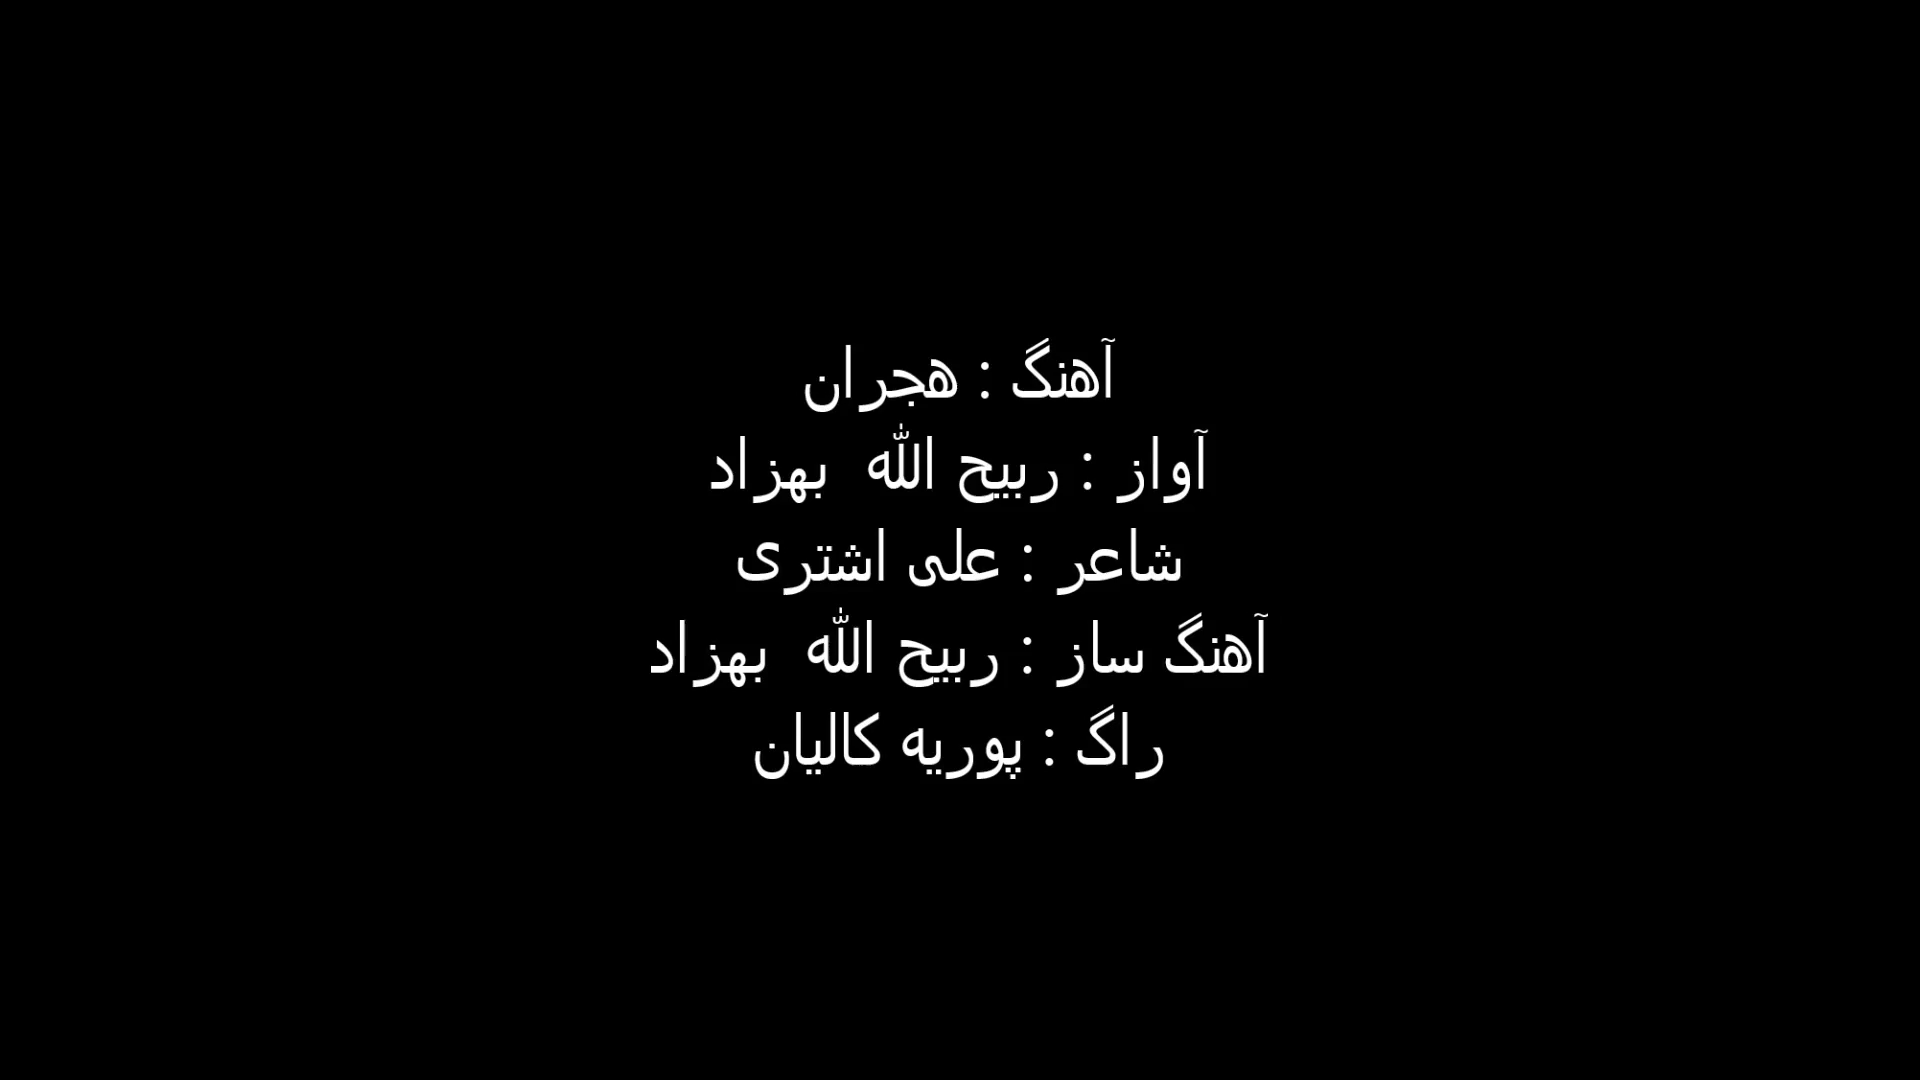 آهنگ : هجران
آواز : ربیح الله  بهزاد
شاعر : علی اشتری
آهنگ ساز : ربیح الله  بهزاد
راگ : پوریه کالیان